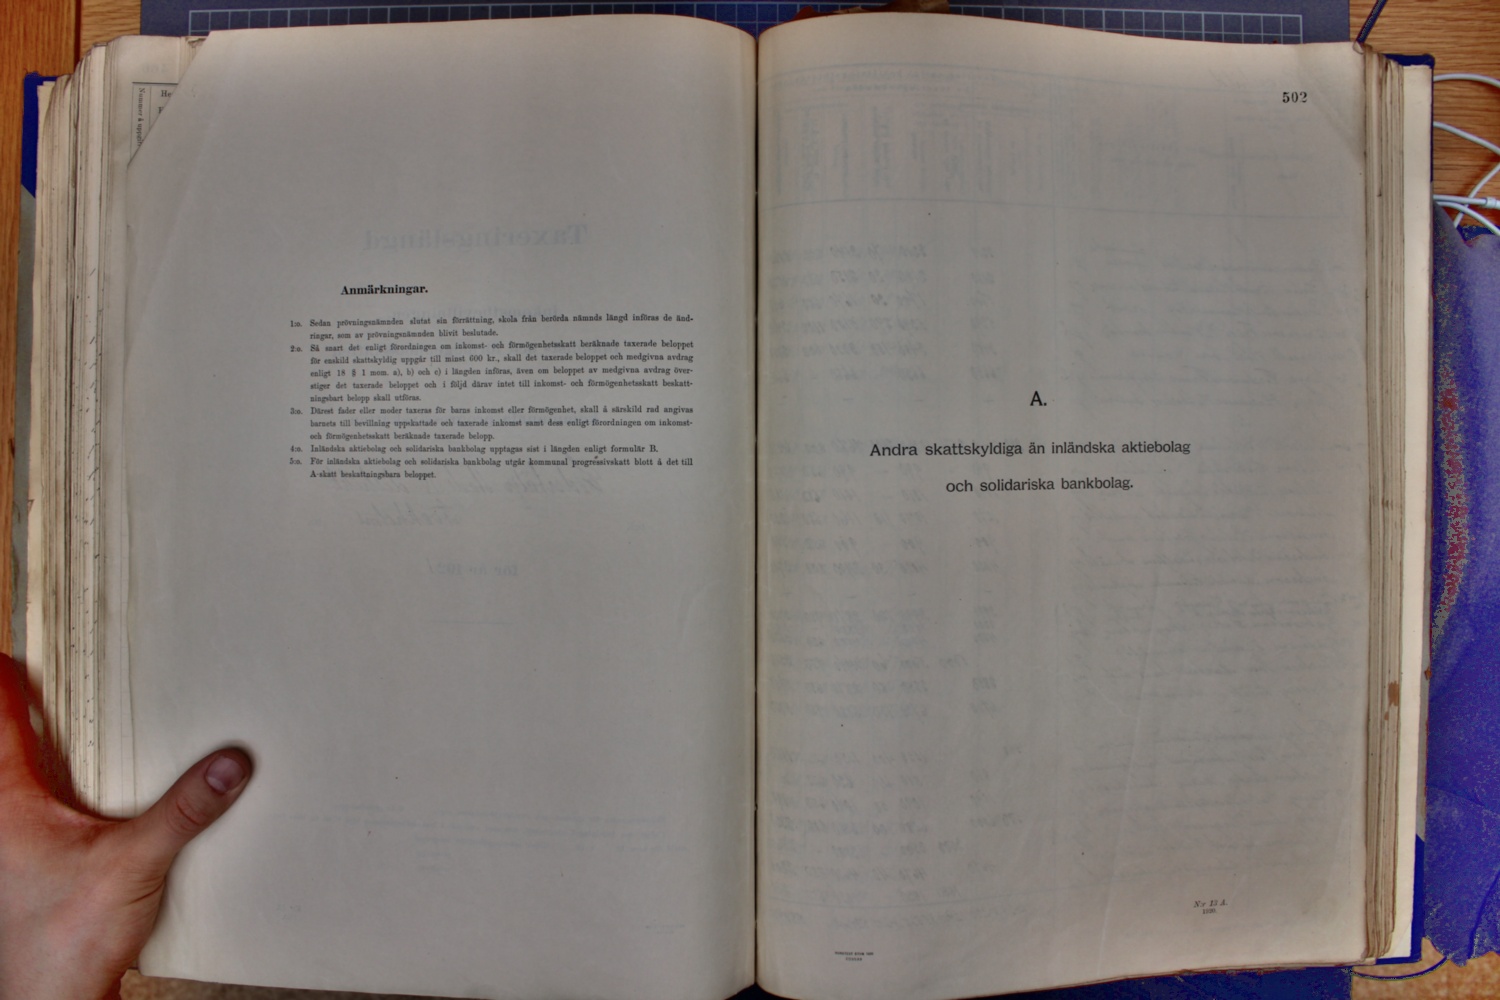 Anmärkningar.
1:o. Sedan prövningsnämnden slutat sin förrättning, skola från berörda nämnds längd införas de änd-
ringar, som av prövningsnämnden blivit beslutade.
2:o. Så snart det enligt förordningen om inkomst- och förmögenhetsskatt beräknade taxerade beloppet
för enskild skattskyldig uppgår till minst 600 kr., skall det taxerade beloppet och medgivna avdrag
enligt 18 § 1 mom. a), b) och c) i längden införas, även om beloppet av medgivna avdrag över-
stiger det taxerade beloppet och i följd därav intet till inkomst- och förmögenhetsskatt beskatt-
ningsbart belopp skall utföras.
3:o. Därest fader eller moder taxeras för barns inkomst eller förmögenhet, skall å särskild rad angivas
barnets till bevillning uppskattade och taxerade inkomst samt dess enligt förordningen om inkomst-
och förmögenhetsskatt beräknade taxerade belopp.
4:o. Inländska aktiebolag och solidariska bankbolag upptagas sist i längden enligt formulär B.
5:o. För inländska aktiebolag och solidariska bankbolag utgår kommunal progressivskatt blott å det till
A-skatt beskattningsbara beloppet.
502
A.
Andra skattskyldiga än inländska aktiebolag
och solidariska bankbolag.
N:r 13 A.
1920.